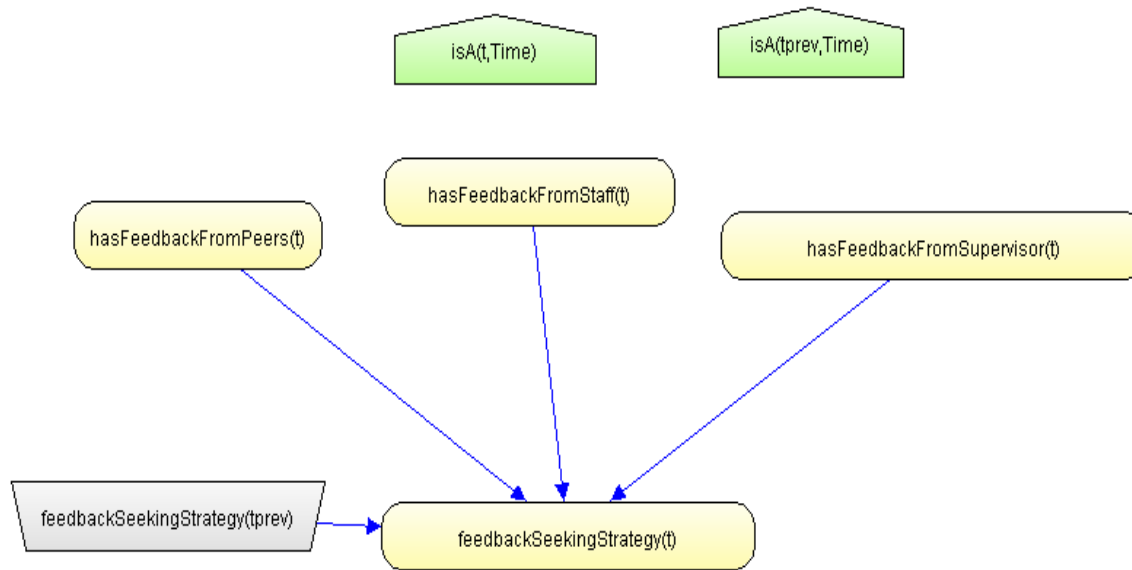 isA(t,Time)
isA(tprev,Time)
hasFeedbackFromPeers(t)
hasFeedbackFromStaff(t)
hasFeedbackFromSupervisor(t)
feedbackSeekingStrategy(tprev)
feedbackSeekingStrategy(t)